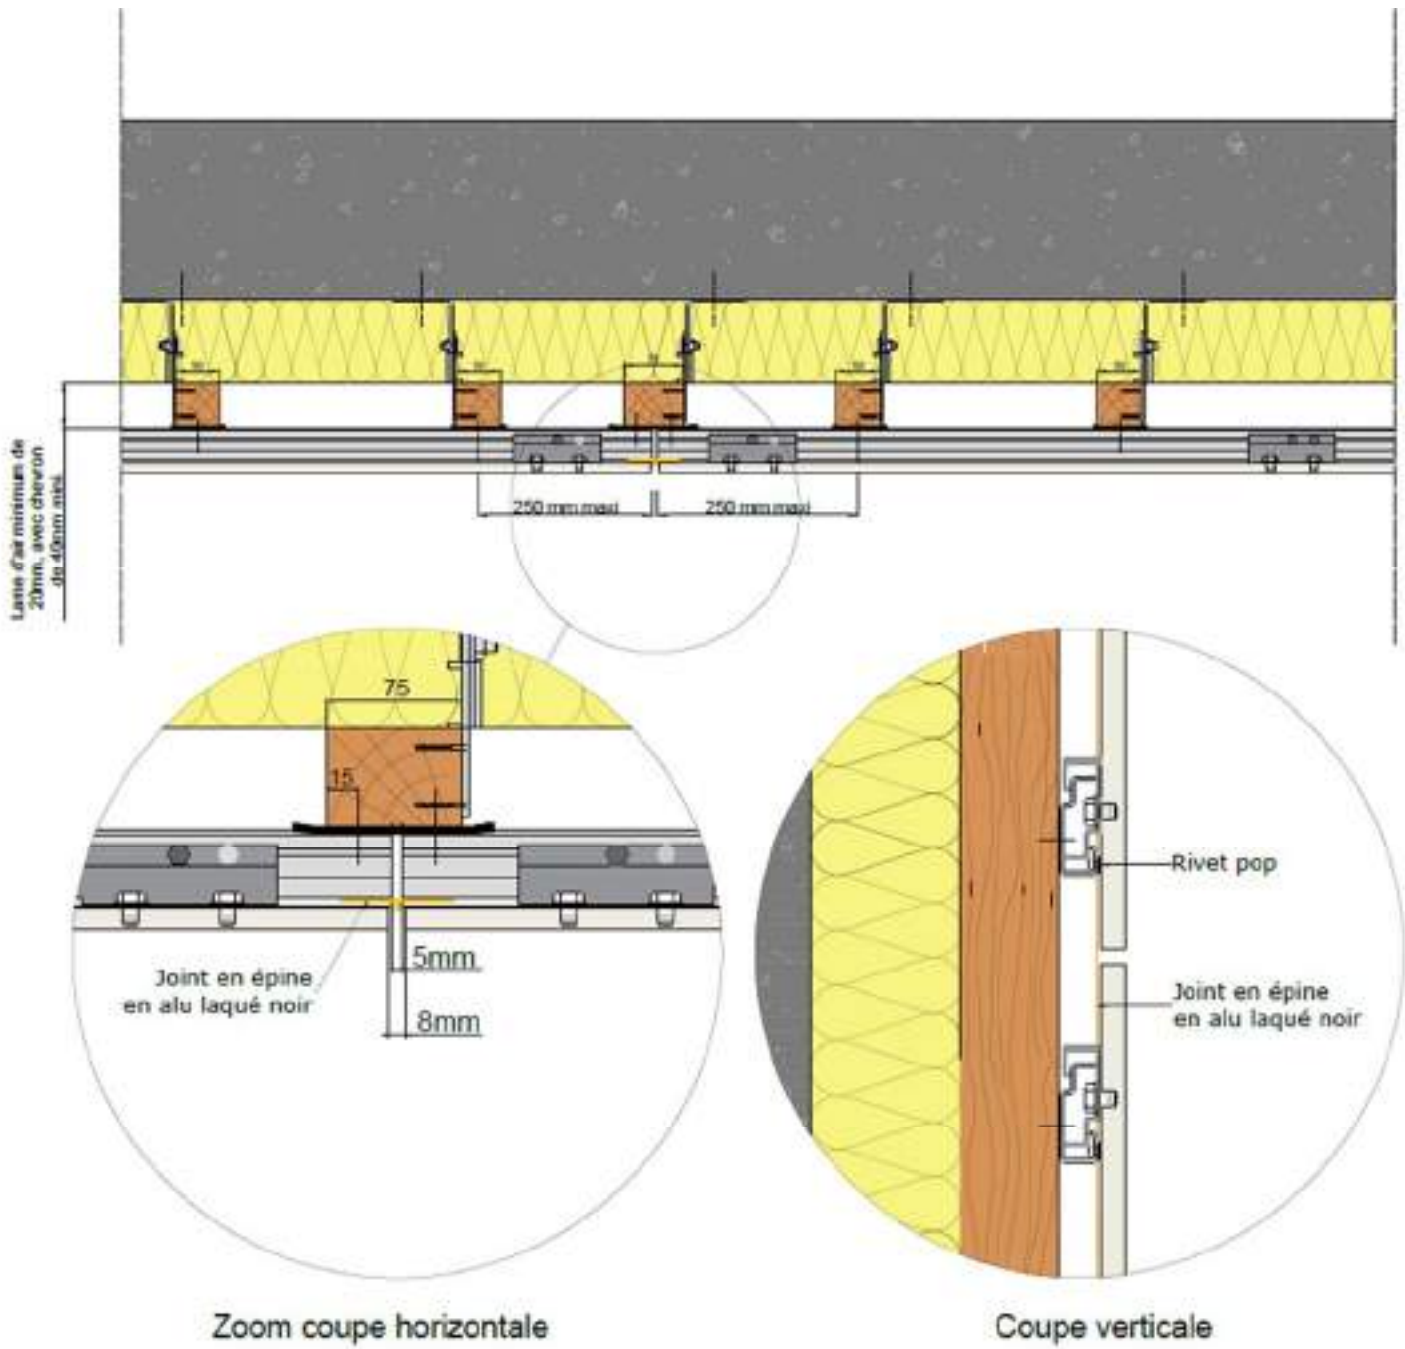 Lame d'air minimum de
20mm, avec chevron
de 40mm mini.
250 mm maxi
250 mm maxi
75
15
5mm
8mm
Joint en épine
en alu laqué noir
Rivet pop
Joint en épine
en alu laqué noir
Zoom coupe horizontale
Coupe verticale